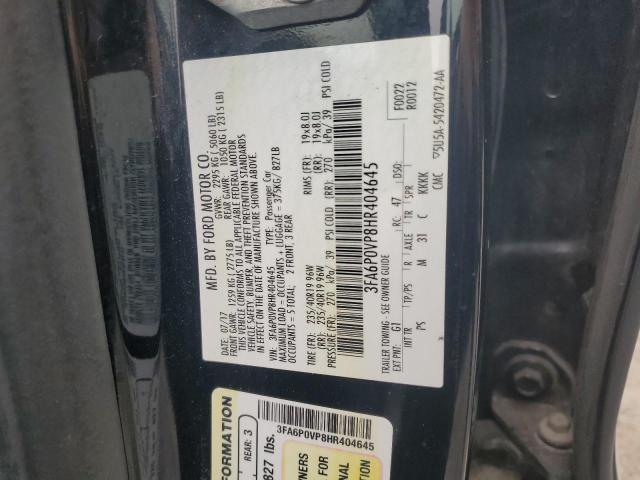 MFD. BY FORD MOTOR CO.
DATE: 07/17 GVWR: 2295 KG ( 5060 LB)
FRONT GAWR: 1259 KG ( 2775 LB) REAR GAWR: 1050 KG ( 2315 LB)
THIS VEHICLE CONFORMS TO ALL APPLICABLE FEDERAL MOTOR
VEHICLE SAFETY, BUMPER, AND THEFT PREVENTION STANDARDS
IN EFFECT ON THE DATE OF MANUFACTURE SHOWN ABOVE.
VIN: 3FA6P0VP8HR404645 TYPE: Passenger Car
MAXIMUM LOAD = OCCUPANTS + LUGGAGE = 375KG/ 827LB
OCCUPANTS = 5 TOTAL: 2 FRONT, 3 REAR
TIRE (FR): 235/40R19 96W RIMS (FR): 19x8.0J
(RR): 235/40R19 96W (RR): 19x8.0J
PRESSURE (FR): 270 kPa/ 39 PSI COLD (RR) 270 kPa/ 39 PSI COLD
3FA6P0VP8HR404645
F0022
R0012
TRAILER TOWING - SEE OWNER GUIDE
EXT PNT: G1 RC: 47 DSO:
INT TR TP/PS R AXLE TR SPR
PS M 31 C KKKK
CMC
5U5A-5420472-AA
FORMATION
REAR: 3
827 lbs.
3FA6P0VP8HR404645
NERS
FOR
NAL